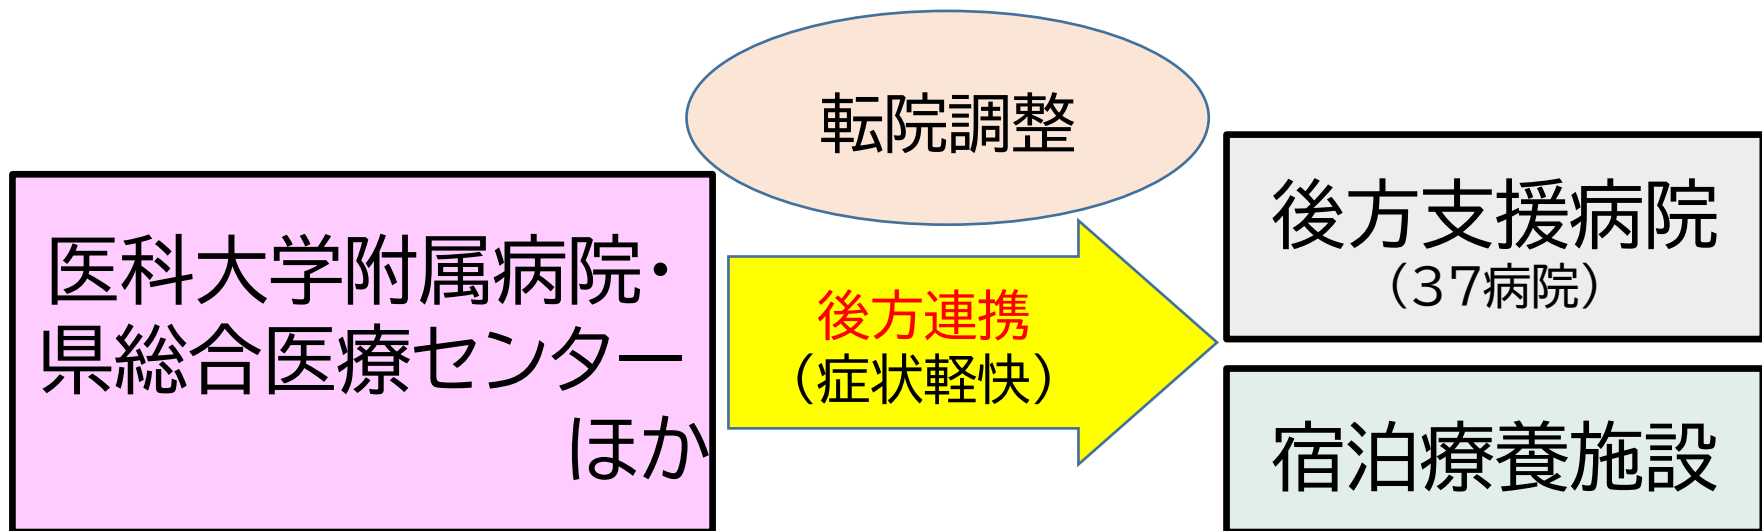 転院調整
医科大学附属病院・
県総合医療センター
ほか
後方連携
（症状軽快）
後方支援病院
（３７病院）
宿泊療養施設